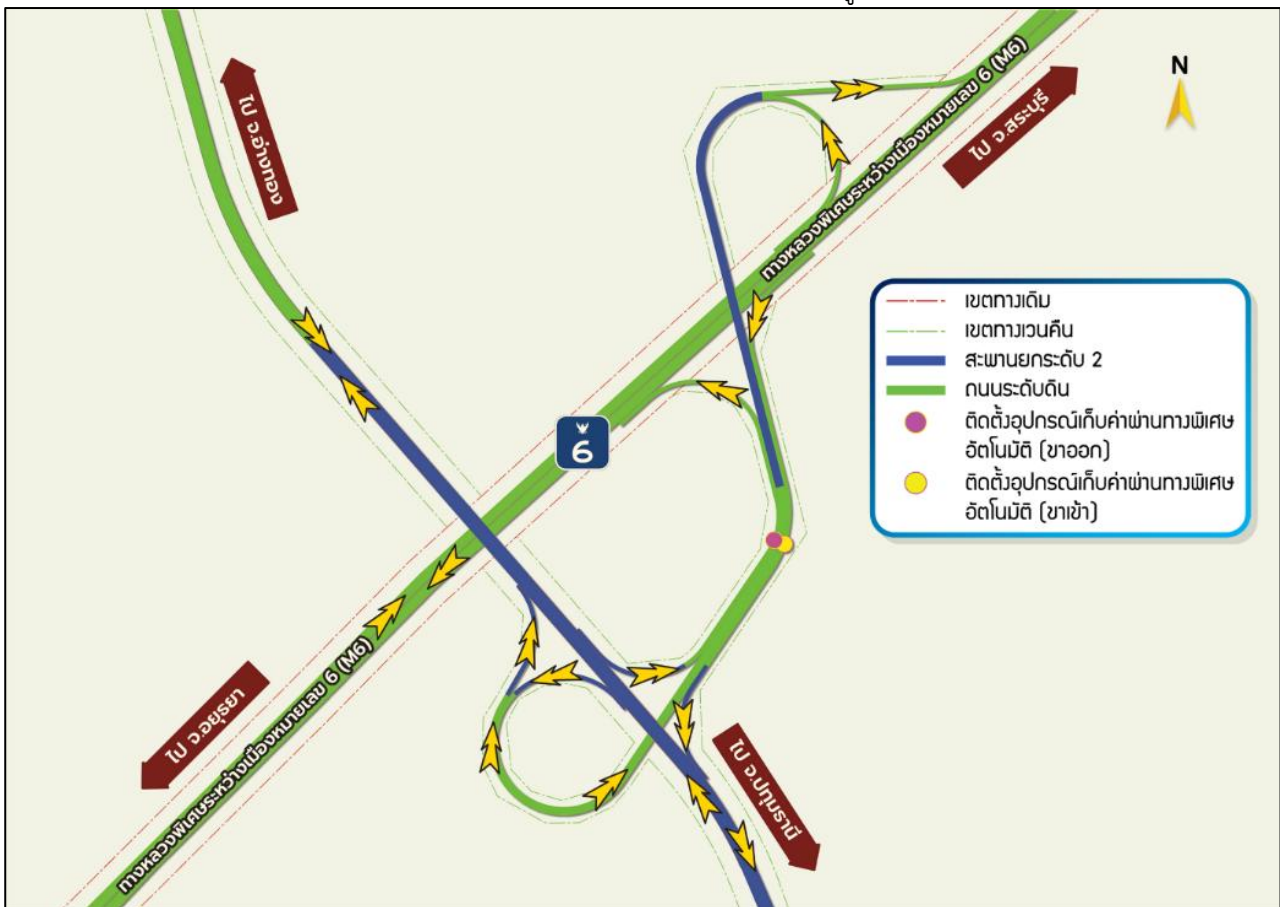 ไป จ.อ่างทอง
ทางหลวงพิเศษระหว่างเมืองหมายเลข 6 (M6)
ไป จ.สระบุรี
N
เขตทางเดิม
เขตทางเวนคืน
สะพานยกระดับ 2
ถนนระดับดิน
ติดตั้งอุปกรณ์เก็บค่าผ่านทางพิเศษ
อัตโนมัติ (ขาออก)
ติดตั้งอุปกรณ์เก็บค่าผ่านทางพิเศษ
อัตโนมัติ (ขาเข้า)
6
ไป จ.อยุธยา
ทางหลวงพิเศษระหว่างเมืองหมายเลข 6 (M6)
ไป จ.ปทุมธานี